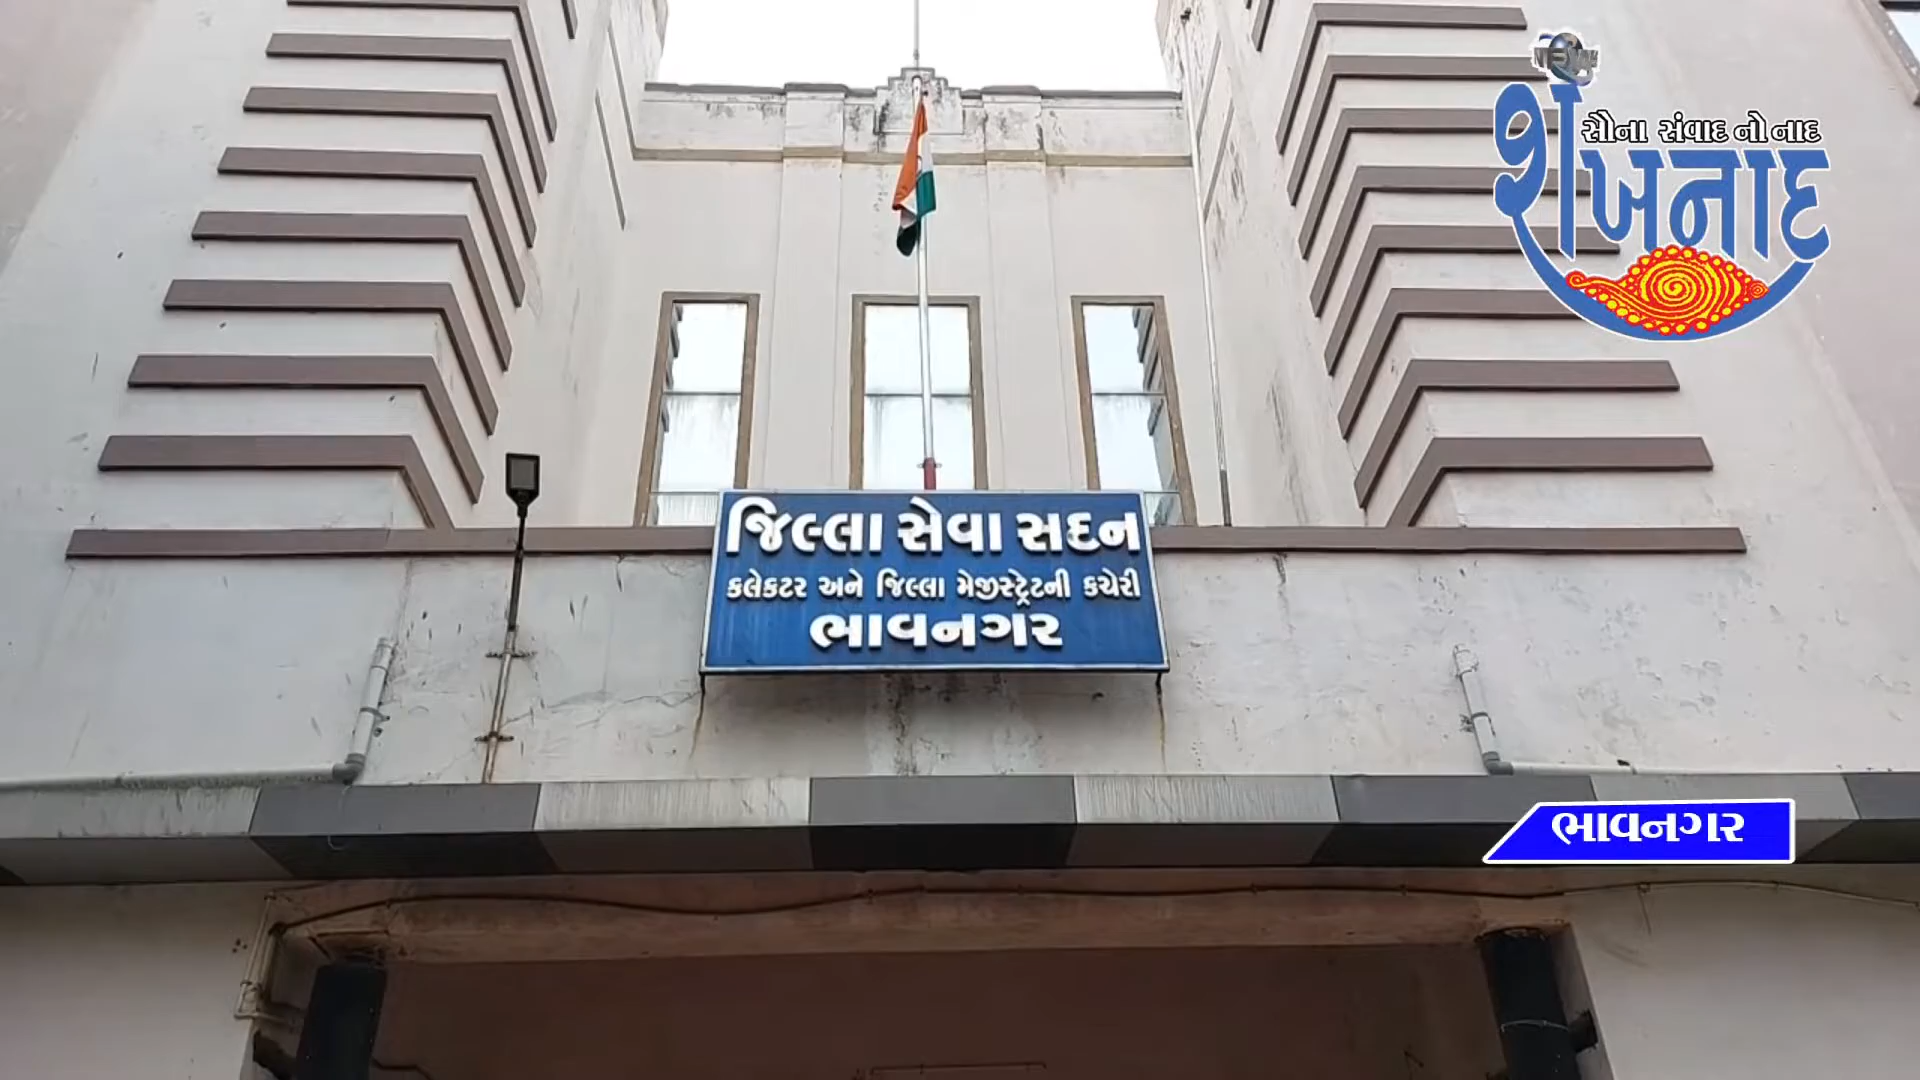 સૌના સંવાદ નો નાદ
શંખનાદ
જિલ્લા સેવા સદન
કલેકટર અને જિલ્લા મેજીસ્ટ્રેટની કચેરી
ભાવનગર
ભાવનગર